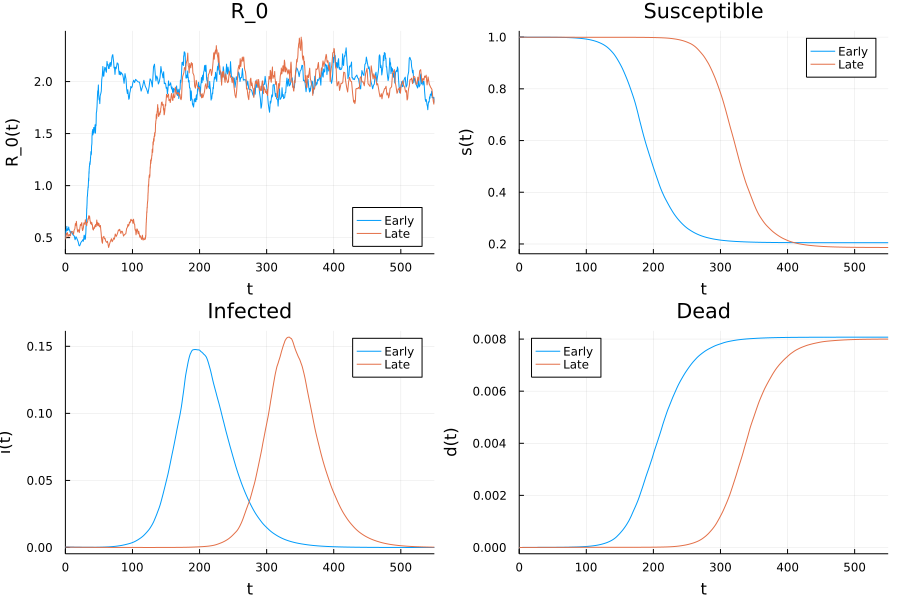 R_0
R_0(t)
2.0
1.5
1.0
0.5
Early
Late
0 100 200 300 400 500
t
Susceptible
s(t)
1.0
0.8
0.6
0.4
0.2
Early
Late
0 100 200 300 400 500
t
Infected
i(t)
0.15
0.10
0.05
0.00
Early
Late
0 100 200 300 400 500
t
Dead
d(t)
0.008
0.006
0.004
0.002
0.000
Early
Late
0 100 200 300 400 500
t